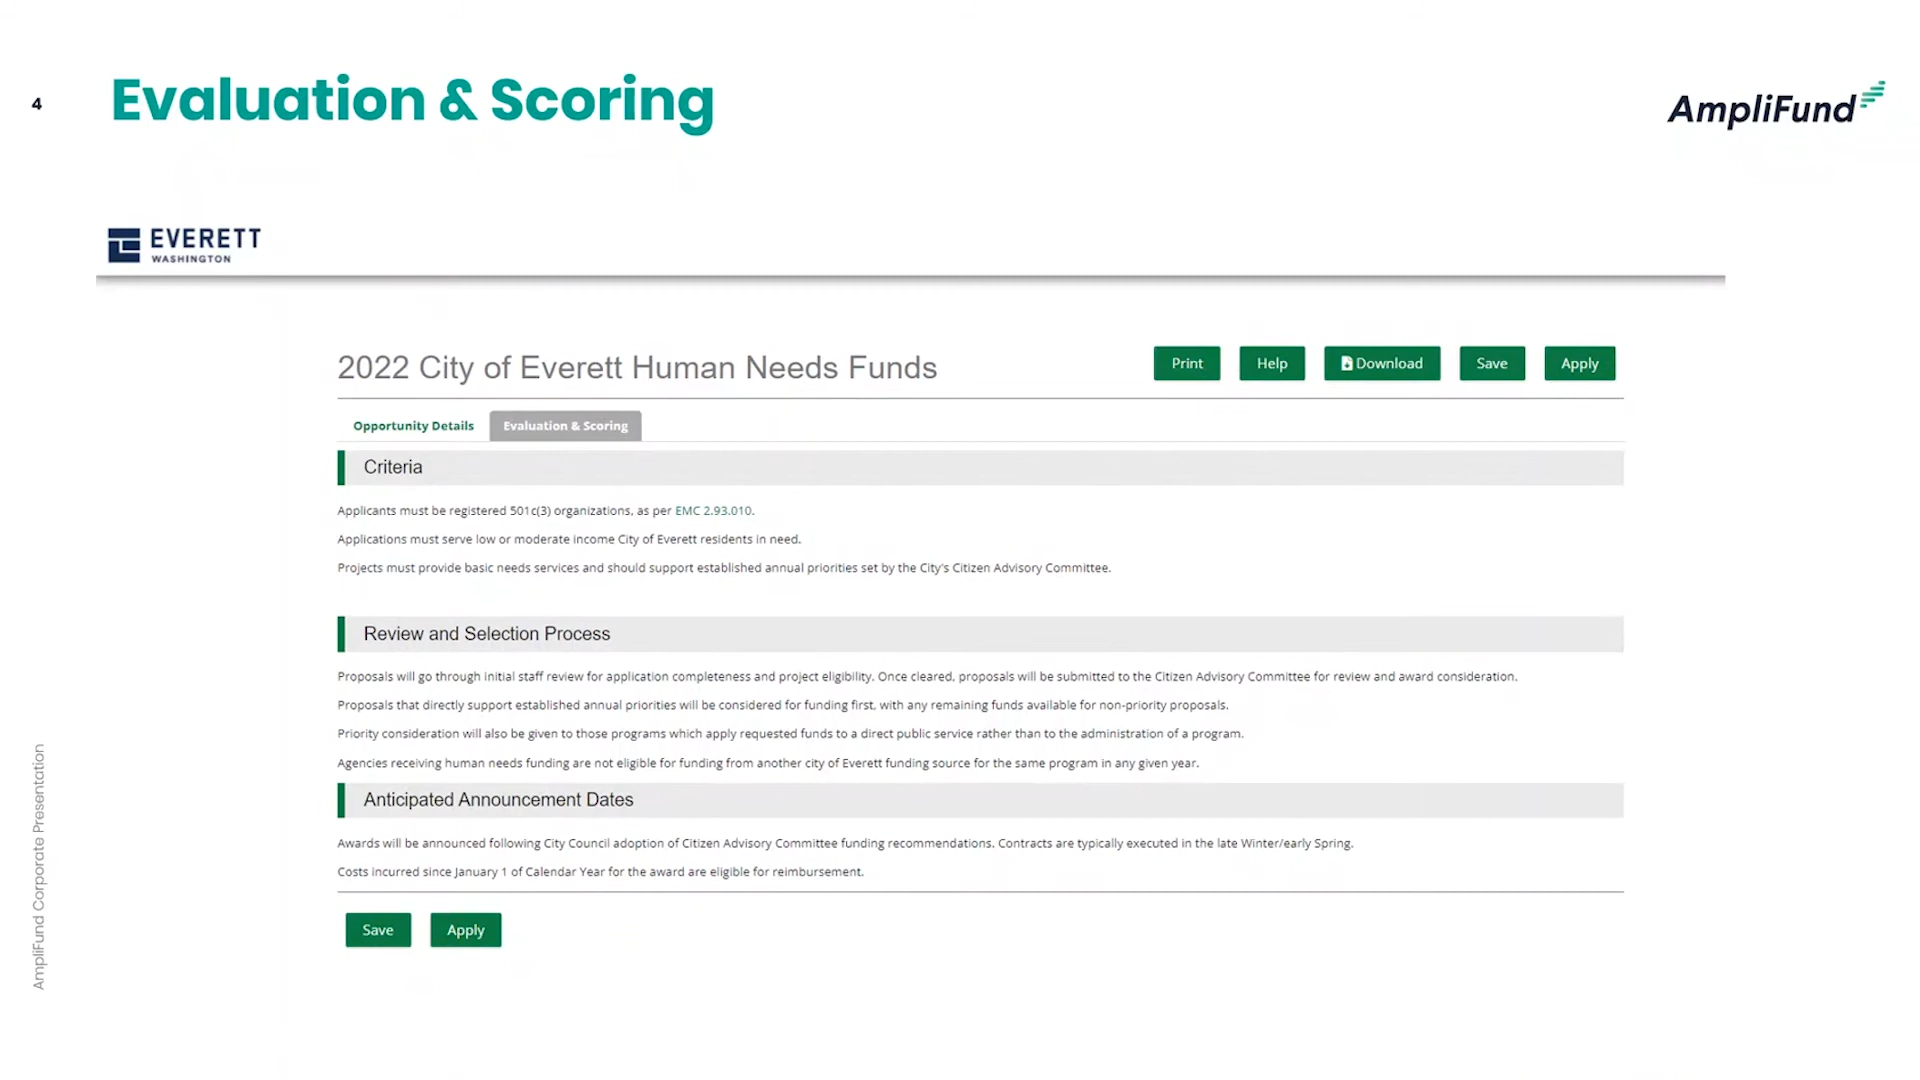 4
Evaluation & Scoring
AmpliFund
EVERETT
WASHINGTON
2022 City of Everett Human Needs Funds
Print
Help
Download
Save
Apply
Opportunity Details
Evaluation & Scoring
Criteria
Applicants must be registered 501c(3) organizations, as per EMC 2.93.010.
Applications must serve low or moderate income City of Everett residents in need.
Projects must provide basic needs services and should support established annual priorities set by the City's Citizen Advisory Committee.
Review and Selection Process
Proposals will go through initial staff review for application completeness and project eligibility. Once cleared, proposals will be submitted to the Citizen Advisory Committee for review and award consideration.
Proposals that directly support established annual priorities will be considered for funding first, with any remaining funds available for non-priority proposals.
Priority consideration will also be given to those programs which apply requested funds to a direct public service rather than to the administration of a program.
Agencies receiving human needs funding are not eligible for funding from another city of Everett funding source for the same program in any given year.
Anticipated Announcement Dates
Awards will be announced following City Council adoption of Citizen Advisory Committee funding recommendations. Contracts are typically executed in the late Winter/early Spring.
Costs incurred since January 1 of Calendar Year for the award are eligible for reimbursement.
Save
Apply
AmpliFund Corporate Presentation